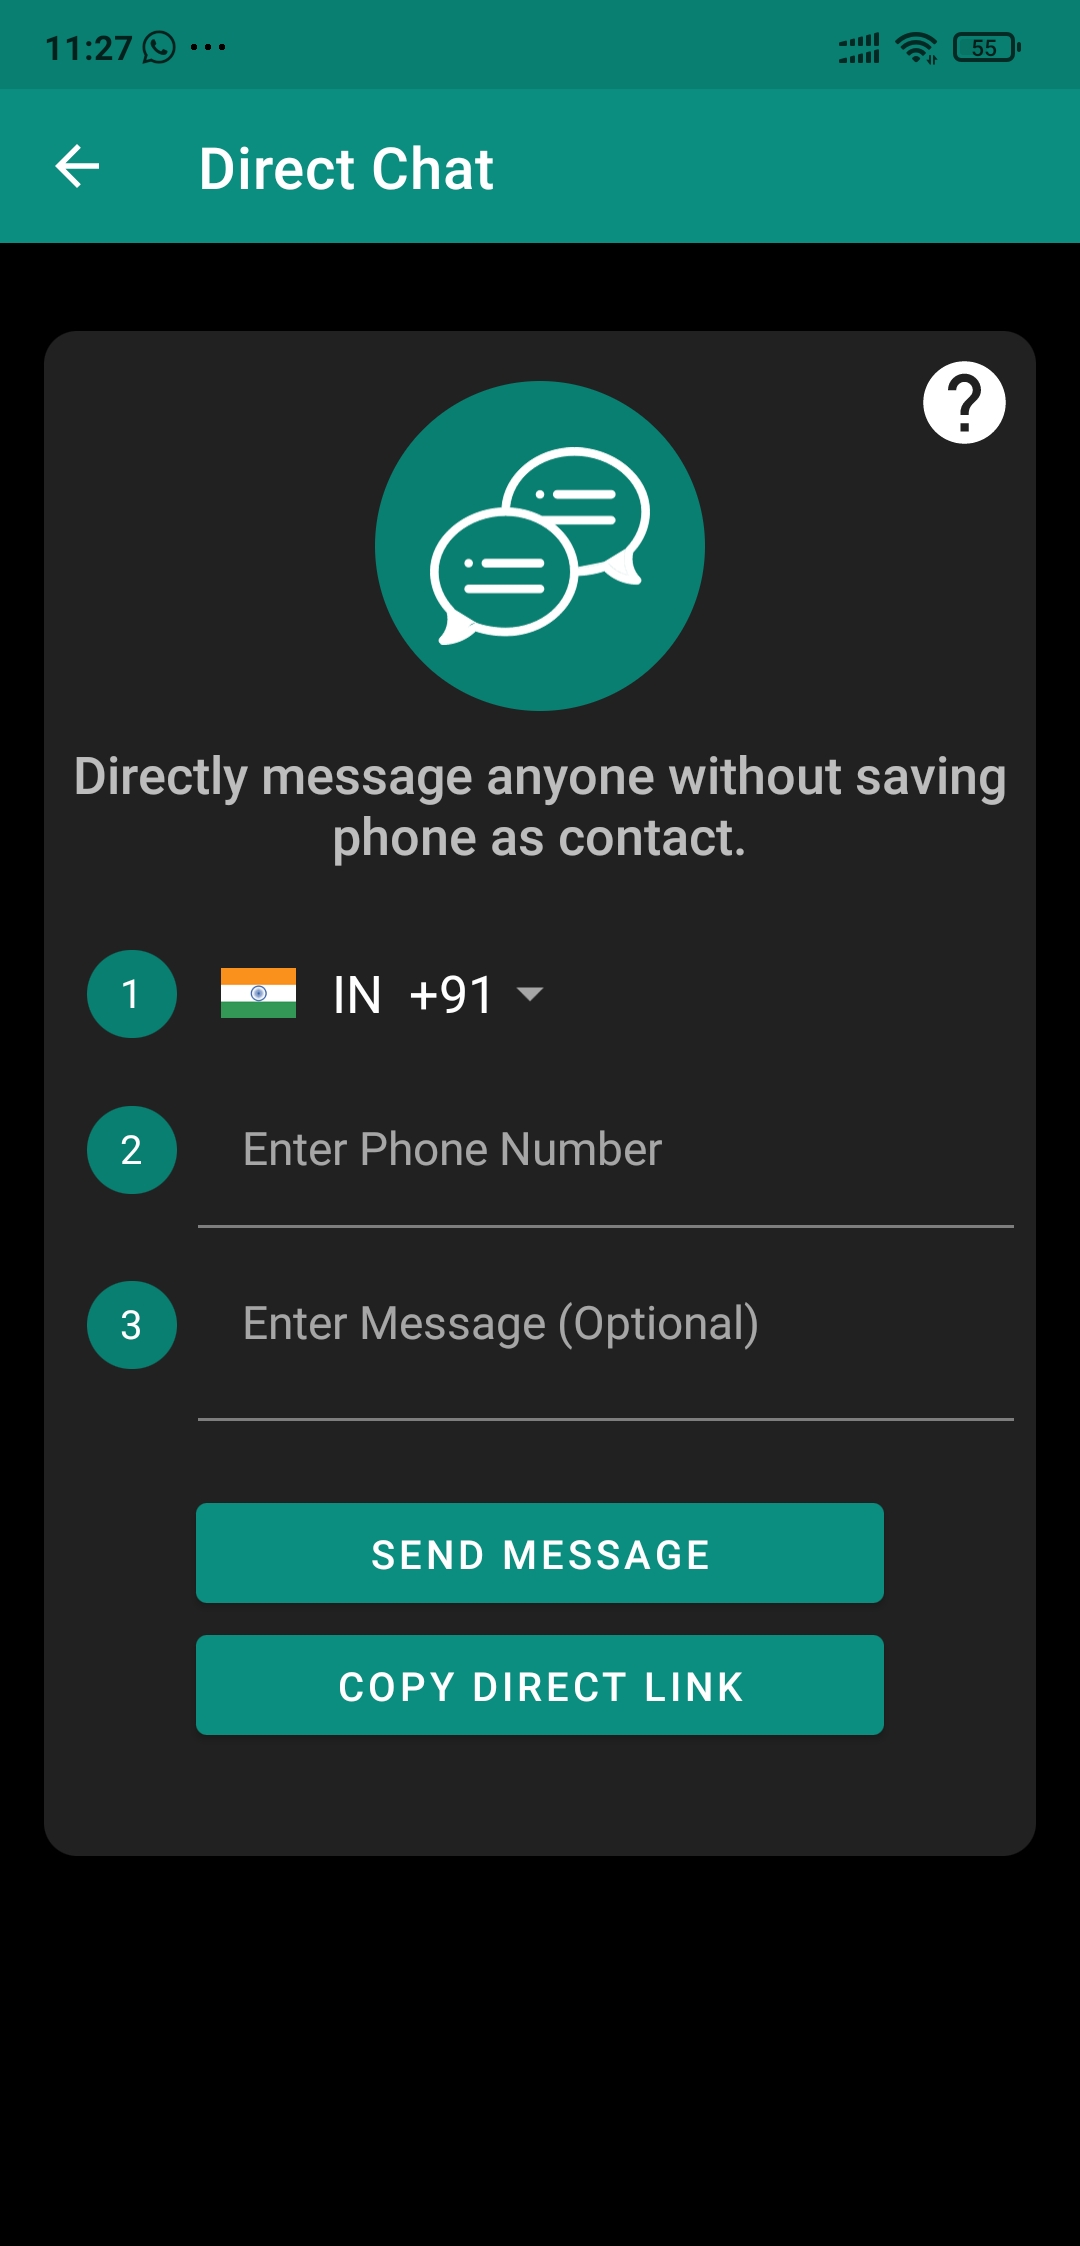 11:27 ... 55
Direct Chat
?
Directly message anyone without saving
phone as contact.
1 IN +91
2 Enter Phone Number
3 Enter Message (Optional)
SEND MESSAGE
COPY DIRECT LINK